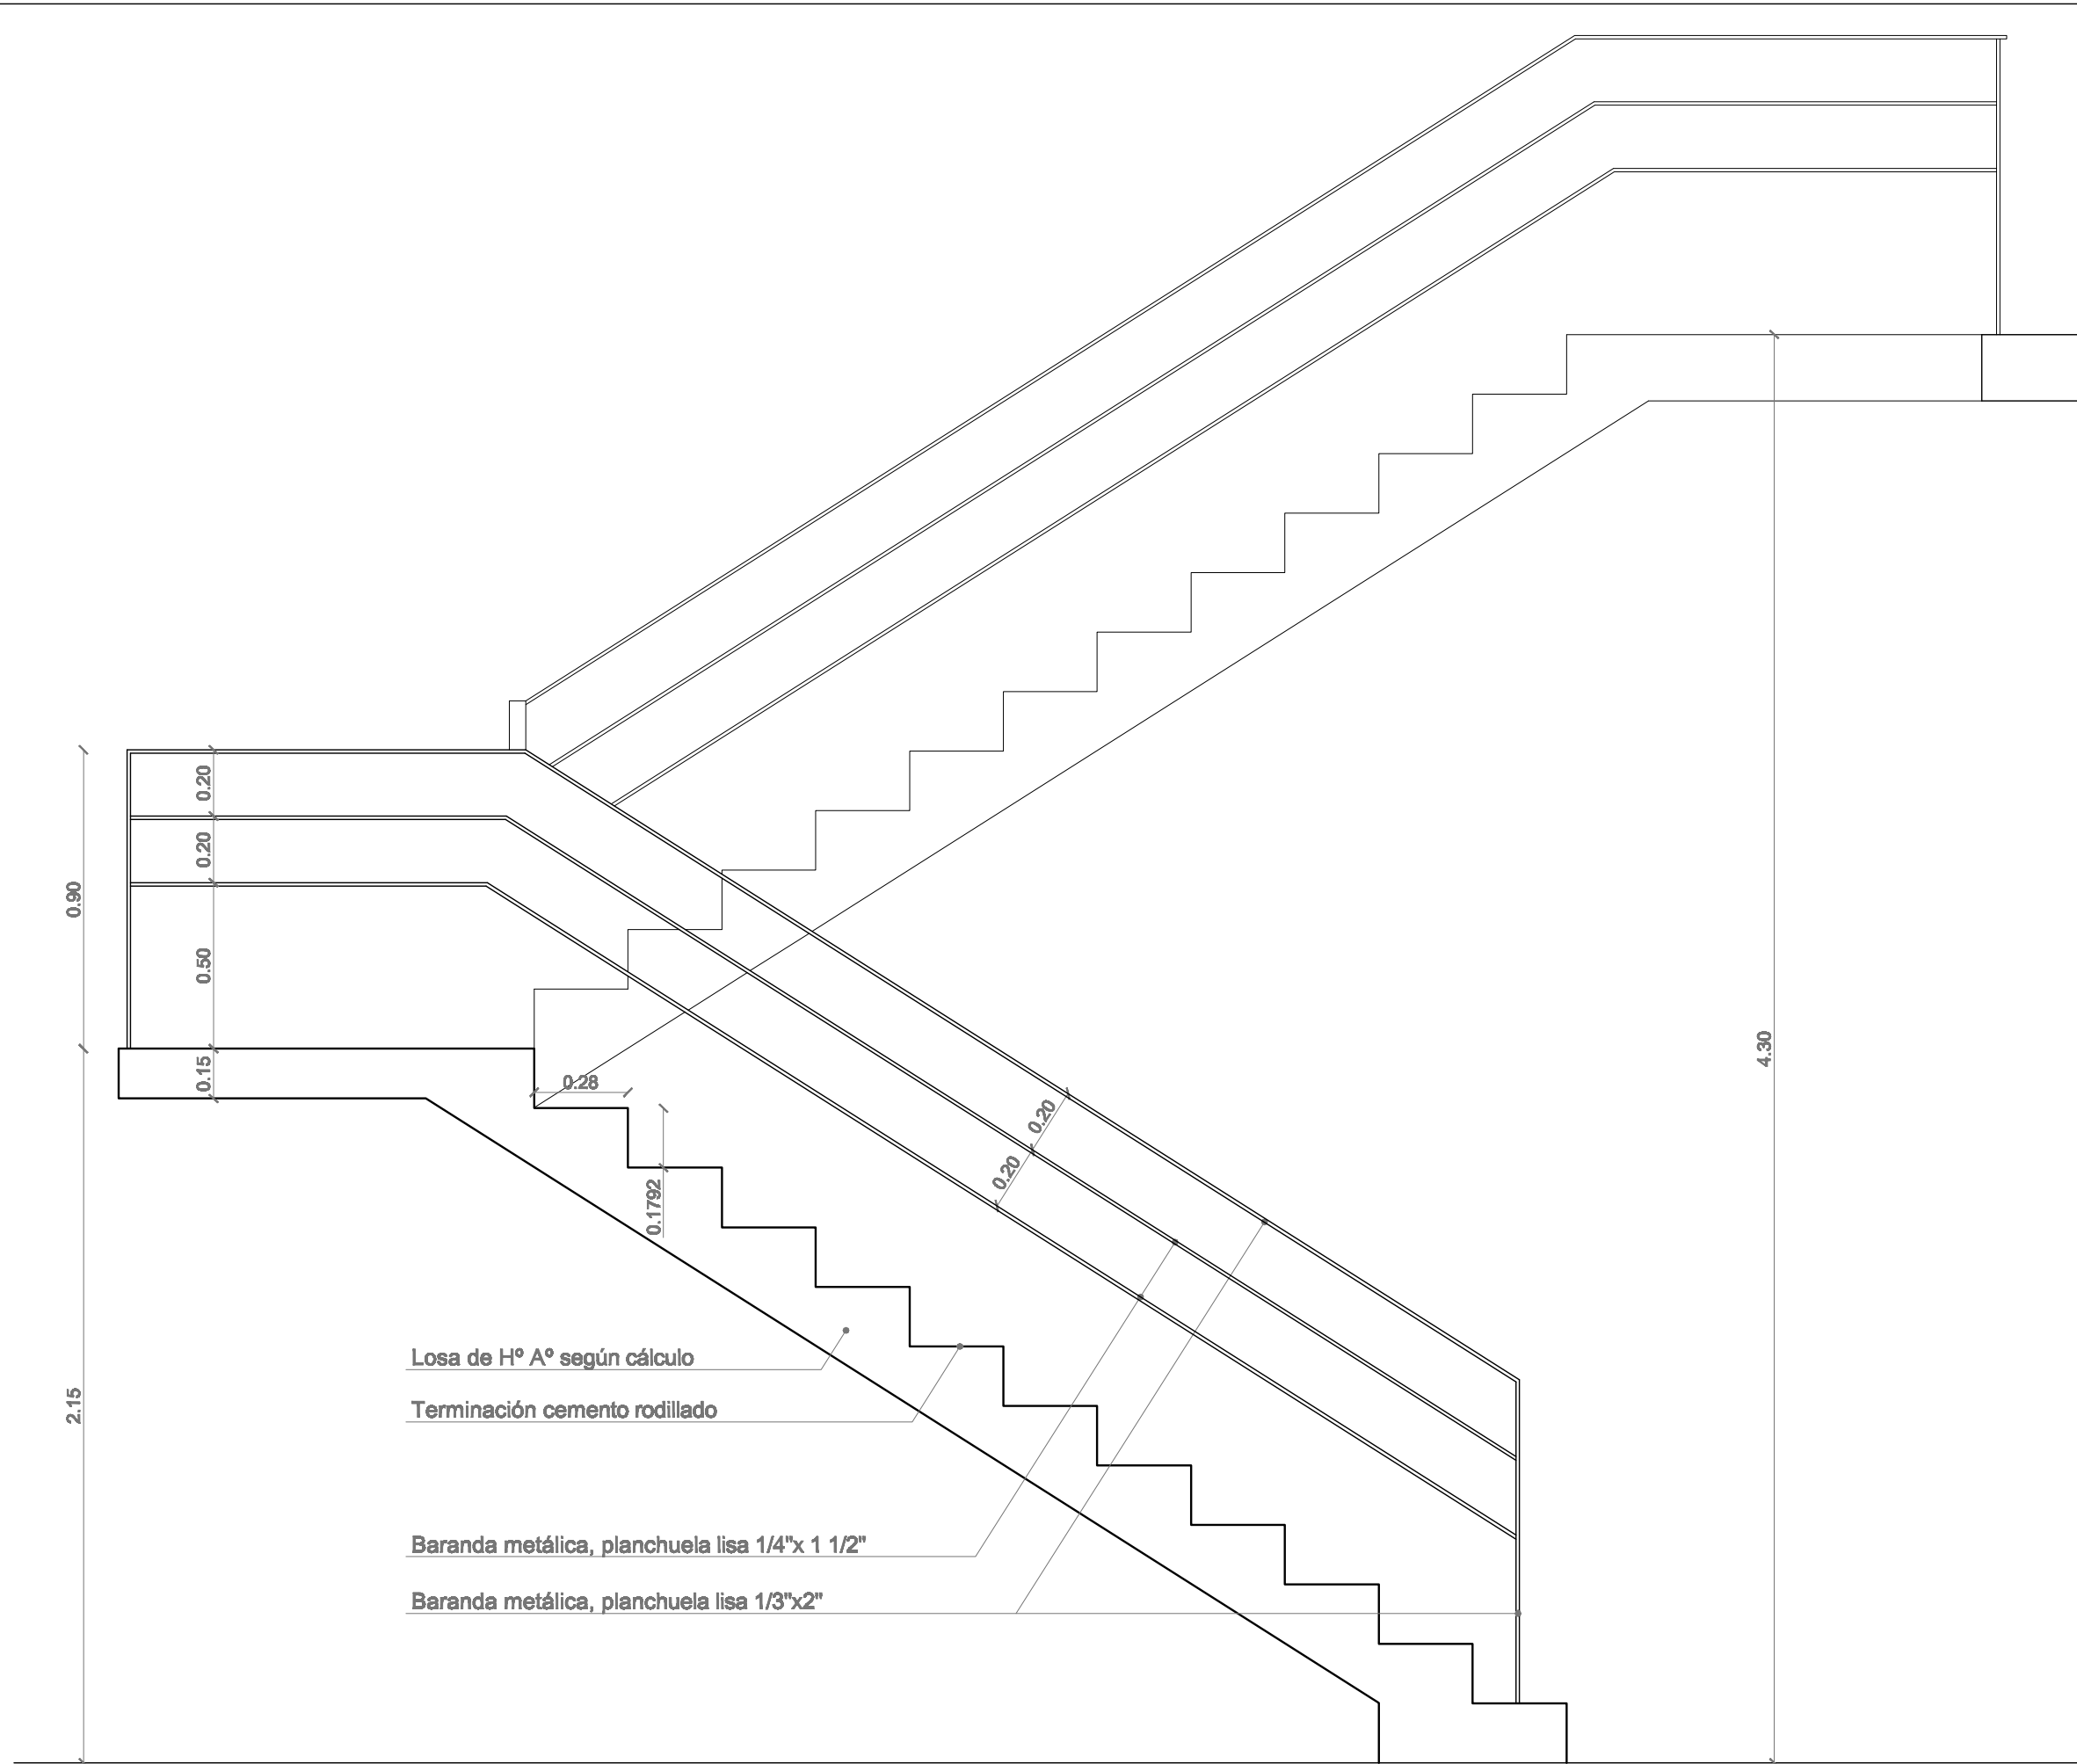 0.20
0.20
0.90
0.50
0.15
4.30
0.28
0.20
0.20
0.1792
2.15
Losa de Hº Aº según cálculo
Terminación cemento rodillado
Baranda metálica, planchuela lisa 1/4"x 1 1/2"
Baranda metálica, planchuela lisa 1/3"x2"